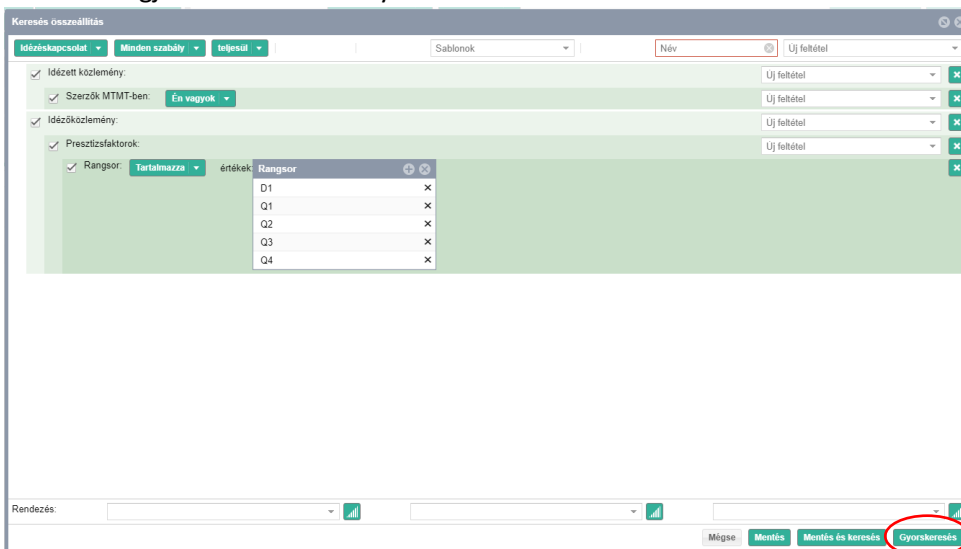 Keresés összeállítás
Idézéskapcsolat Minden szabály teljesül Sablonok Név Új feltétel
Idézett közlemény: Új feltétel
Szerzők MTMT-ben: Én vagyok Új feltétel
Idézőközlemény: Új feltétel
Presztízsfaktorok: Új feltétel
Rangsor: Tartalmazza értékek: Rangsor
D1
Q1
Q2
Q3
Q4
Rendezés:
Mégse Mentés Mentés és keresés Gyorskeresés